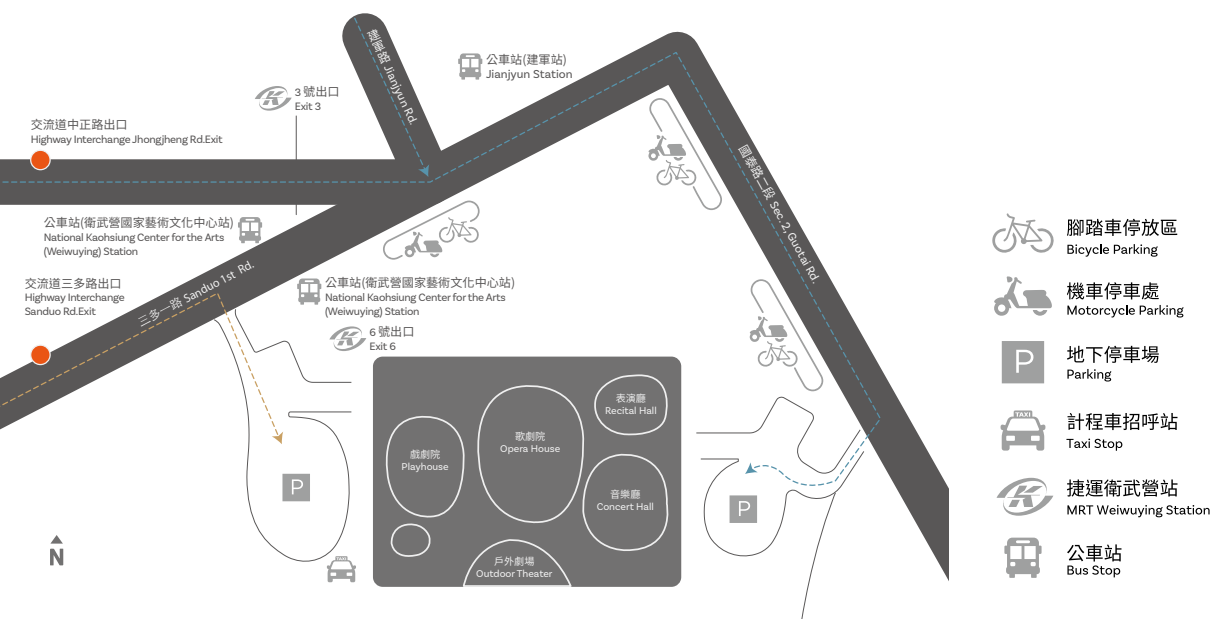 建軍路 Jianjyun Rd.
公車站(建軍站)
Jianjyun Station
3 號出口
Exit 3
交流道中正路出口
Highway Interchange Jhongjheng Rd.Exit
國泰路二段 Sec. 2, Guotai Rd.
公車站(衛武營國家藝術文化中心站)
National Kaohsiung Center for the Arts
(Weiwuying) Station
交流道三多路出口
Highway Interchange
Sanduo Rd.Exit
三多一路 Sanduo 1st Rd.
公車站(衛武營國家藝術文化中心站)
National Kaohsiung Center for the Arts
(Weiwuying) Station
6 號出口
Exit 6
表演廳
Recital Hall
歌劇院
Opera House
戲劇院
Playhouse
音樂廳
Concert Hall
戶外劇場
Outdoor Theater
P
P
TAXI
N
腳踏車停放區
Bicycle Parking
機車停車處
Motorcycle Parking
P
地下停車場
Parking
TAXI
計程車招呼站
Taxi Stop
捷運衛武營站
MRT Weiwuying Station
公車站
Bus Stop